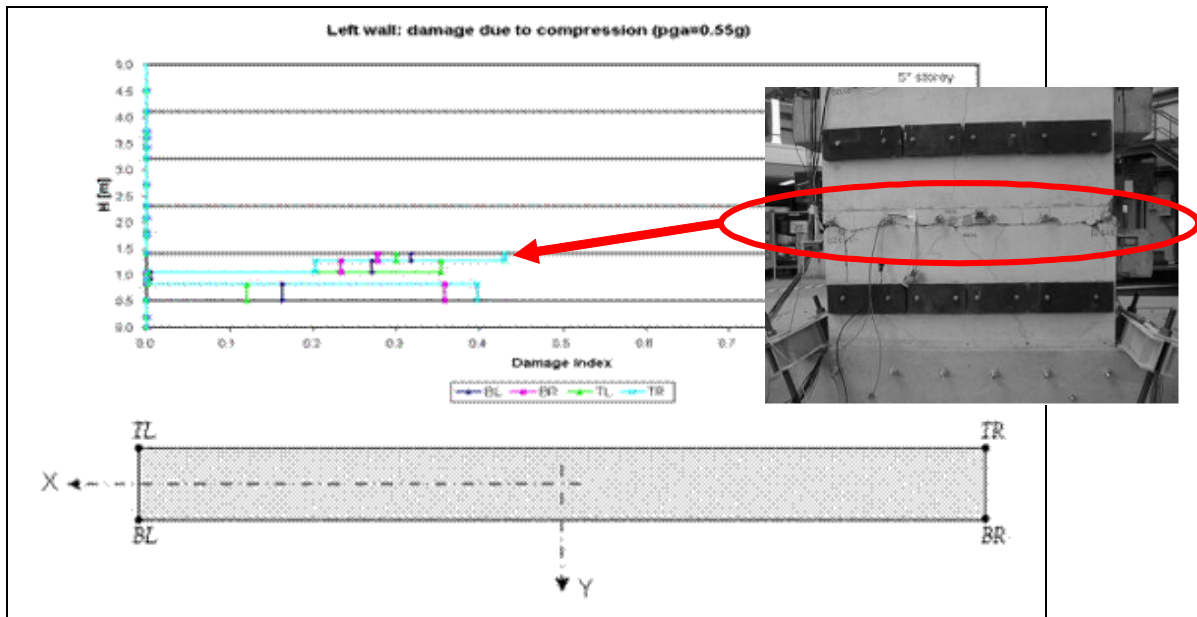 Left wall: damage due to compression (pga=0.55g)
5° storey
H [m]
5.0
4.5
4.0
3.5
3.0
2.5
2.0
1.5
1.0
0.5
0.0
0.0 0.1 0.2 0.3 0.4 0.5 0.6 0.7
Damage Index
BL BR TL TR
TL TR
X
BL BR
Y